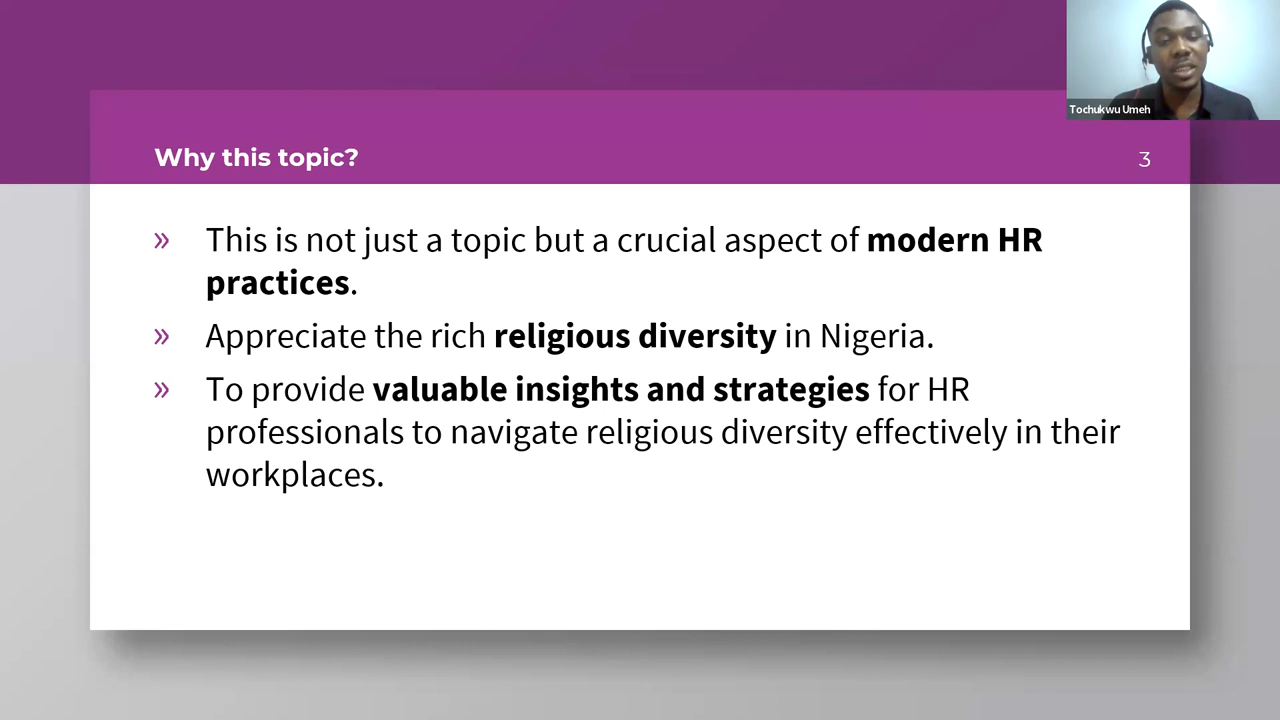 Tochukwu Umeh
Why this topic?
3
» This is not just a topic but a crucial aspect of modern HR
practices.
» Appreciate the rich religious diversity in Nigeria.
» To provide valuable insights and strategies for HR
professionals to navigate religious diversity effectively in their
workplaces.